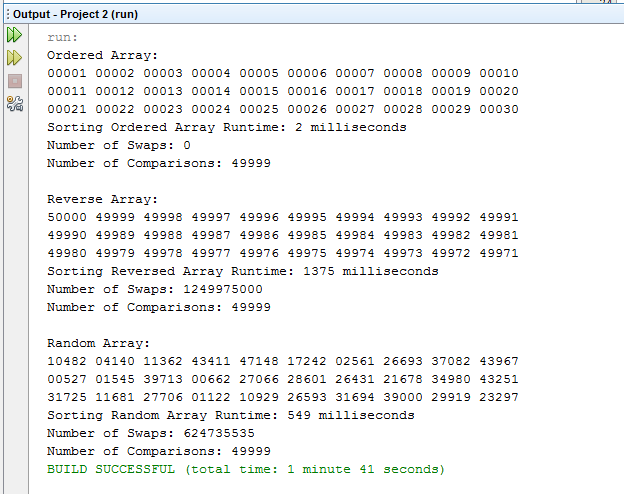 Output - Project 2 (run)
run:
Ordered Array:
00001 00002 00003 00004 00005 00006 00007 00008 00009 00010
00011 00012 00013 00014 00015 00016 00017 00018 00019 00020
00021 00022 00023 00024 00025 00026 00027 00028 00029 00030
Sorting Ordered Array Runtime: 2 milliseconds
Number of Swaps: 0
Number of Comparisons: 49999
Reverse Array:
50000 49999 49998 49997 49996 49995 49994 49993 49992 49991
49990 49989 49988 49987 49986 49985 49984 49983 49982 49981
49980 49979 49978 49977 49976 49975 49974 49973 49972 49971
Sorting Reversed Array Runtime: 1375 milliseconds
Number of Swaps: 1249975000
Number of Comparisons: 49999
Random Array:
10482 04140 11362 43411 47148 17242 02561 26693 37082 43967
00527 01545 39713 00662 27066 28601 26431 21678 34980 43251
31725 11681 27706 01122 10929 26593 31694 39000 29919 23297
Sorting Random Array Runtime: 549 milliseconds
Number of Swaps: 624735535
Number of Comparisons: 49999
BUILD SUCCESSFUL (total time: 1 minute 41 seconds)